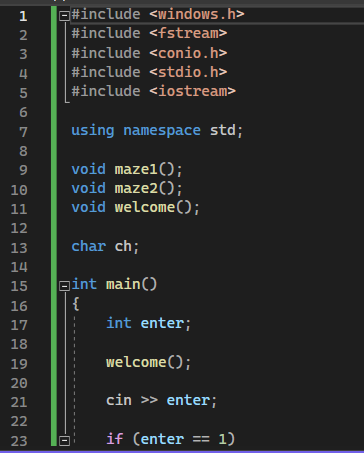 1 #include <windows.h>
2 #include <fstream>
3 #include <conio.h>
4 #include <stdio.h>
5 #include <iostream>
6
7 using namespace std;
8
9 void maze1();
10 void maze2();
11 void welcome();
12
13 char ch;
14
15 int main()
16 {
17     int enter;
18
19     welcome();
20
21     cin >> enter;
22
23     if (enter == 1)